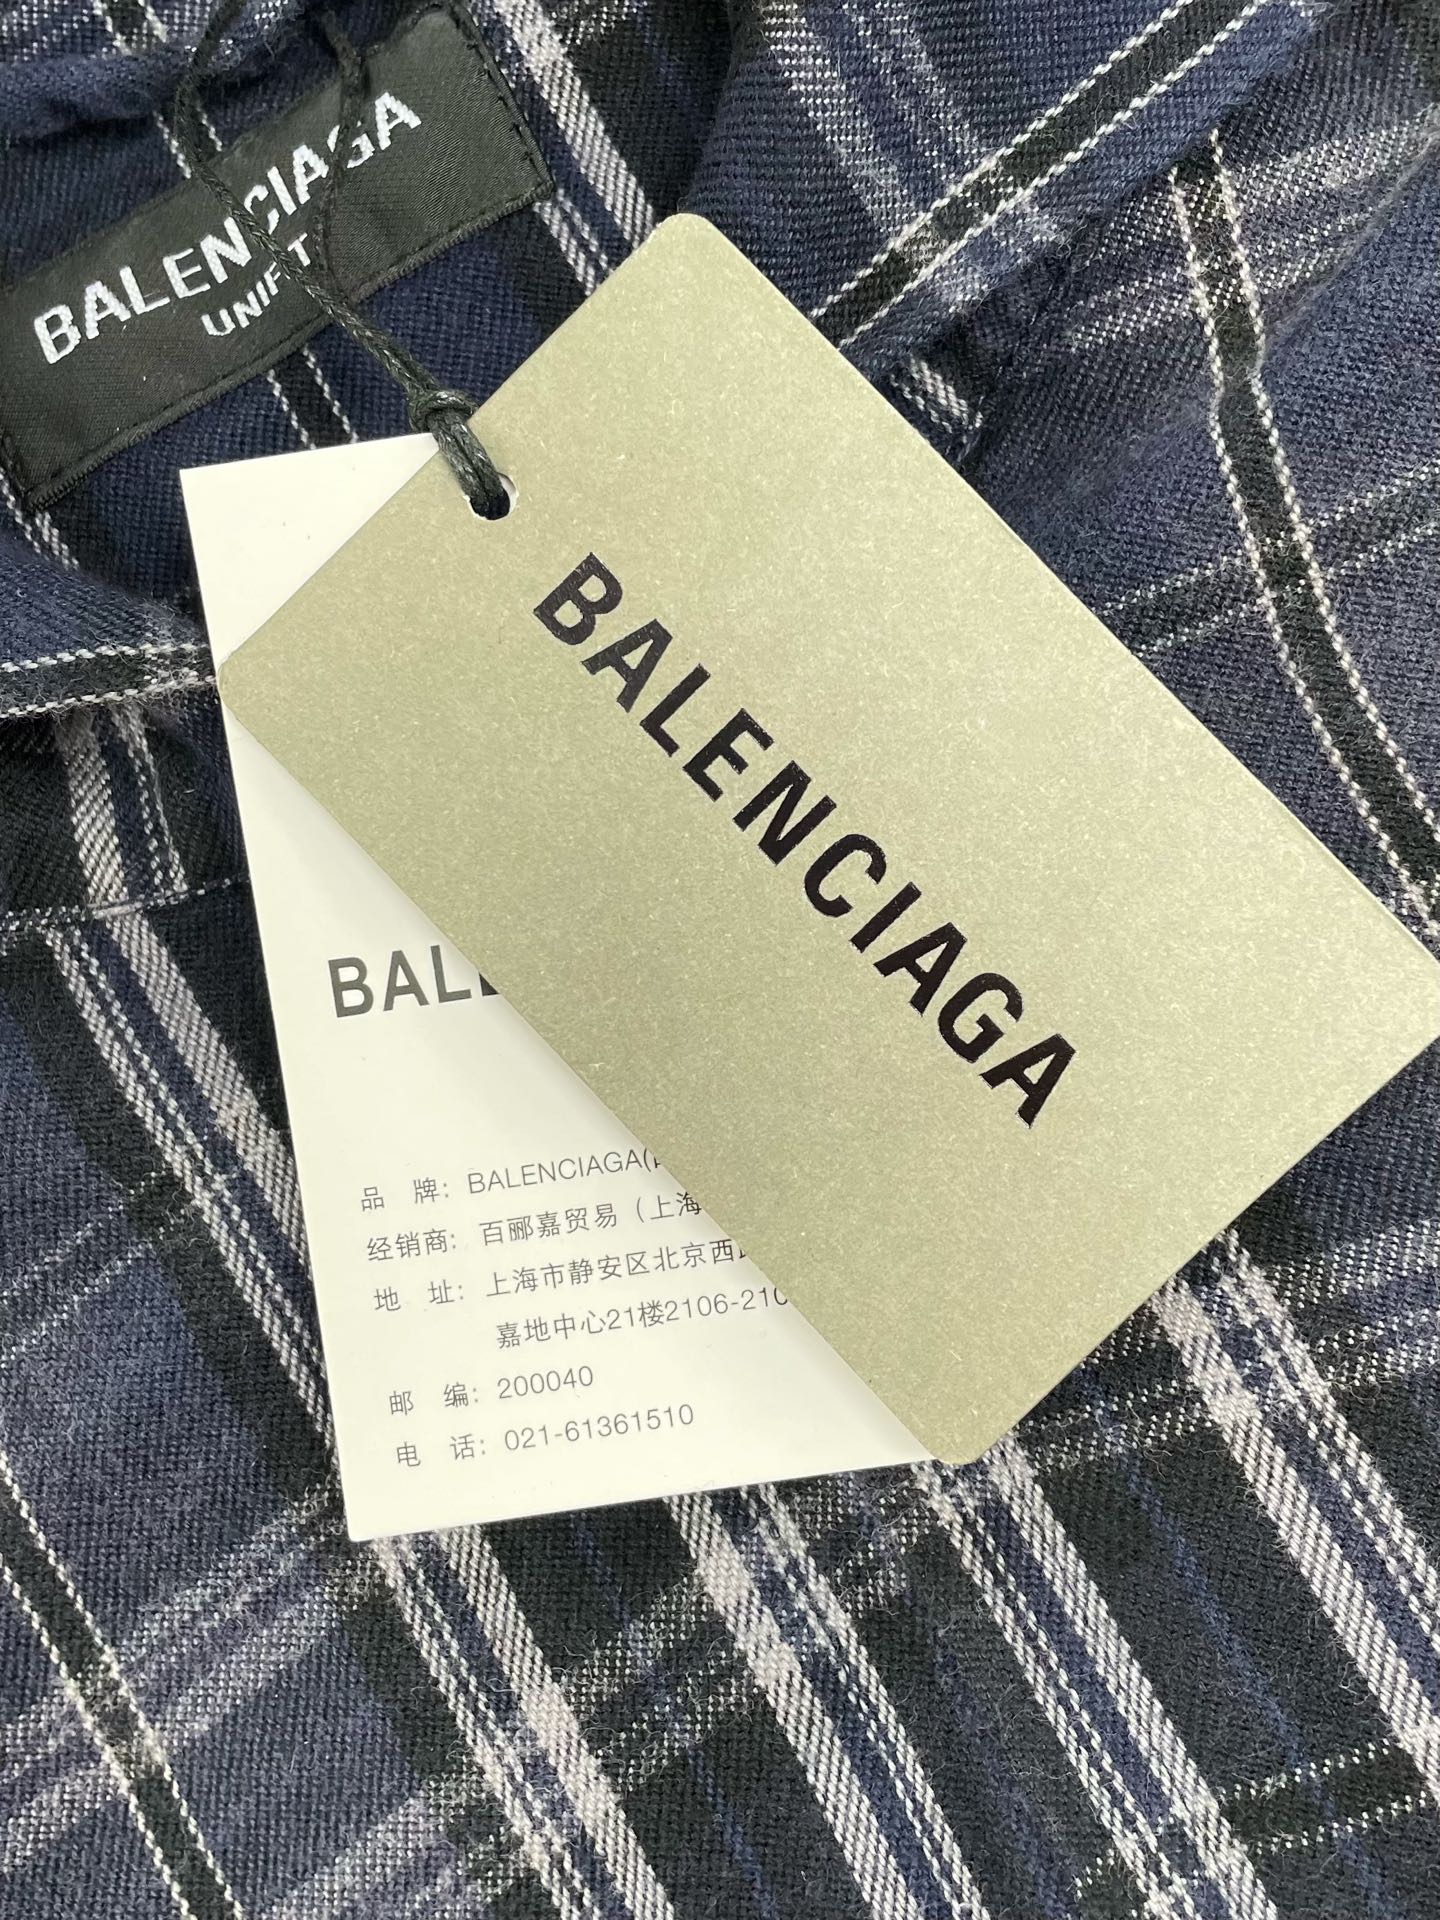 BALENCIAGA
BALENCIAGA
品 牌: BALENCIAGA(
经销商: 百郦嘉贸易（上海
地 址: 上海市静安区北京西
嘉地中心21楼2106-210
邮 编: 200040
电 话: 021-61361510